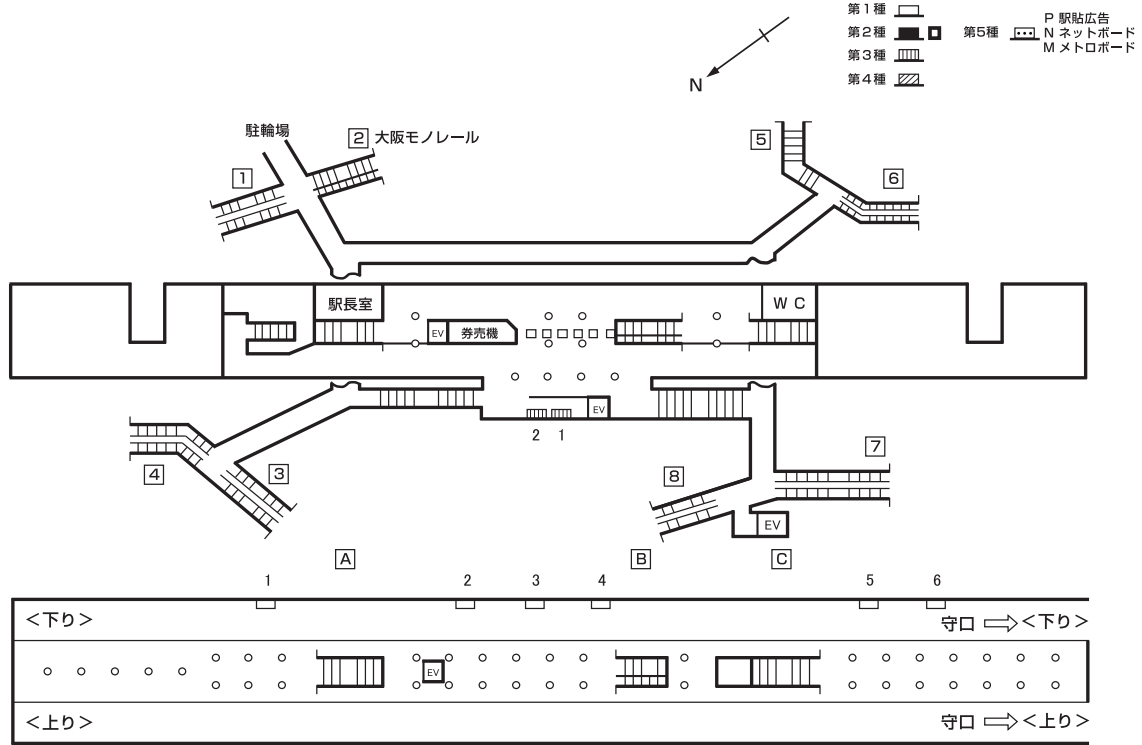 第1種
第2種
第3種
第4種
第5種
P 駅貼広告
N ネットボード
M メトロボード
N
駐輪場
2 大阪モノレール
1
5
6
駅長室
WC
EV
券売機
EV
2 1
4
3
7
8
EV
A
B
C
1
2
3
4
5
6
＜下り＞
守口 ⇨ ＜下り＞
EV
＜上り＞
守口 ⇨ ＜上り＞